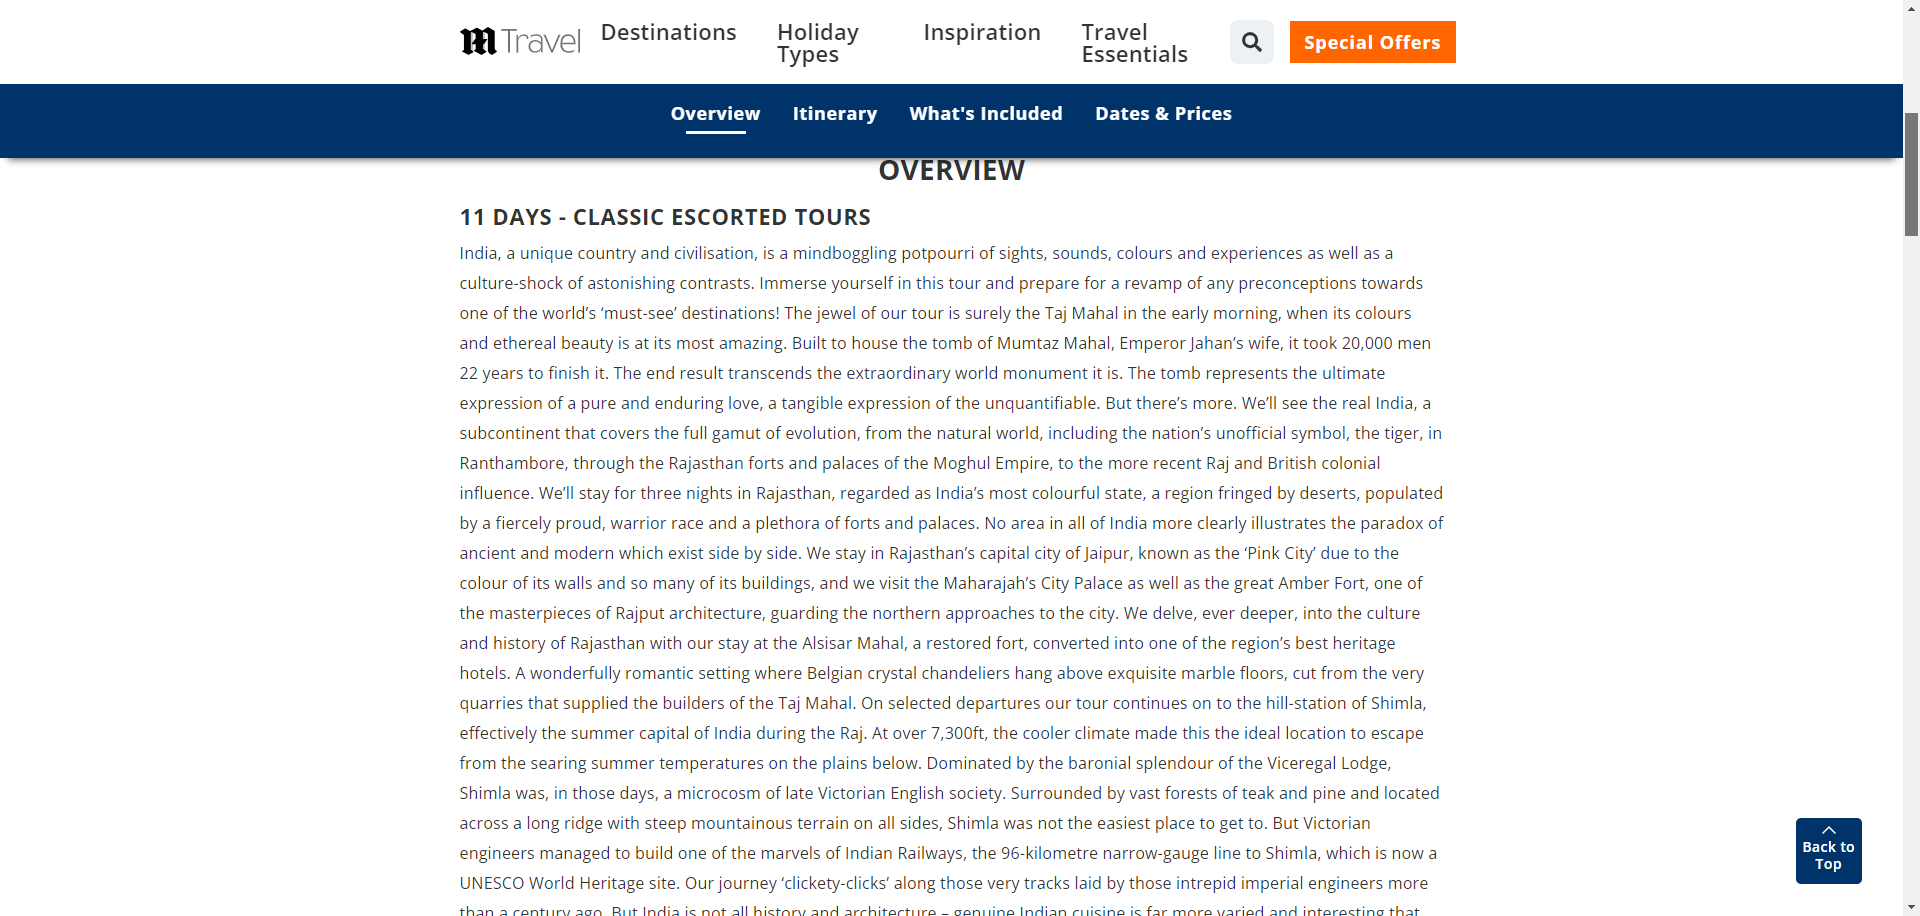 Travel
Destinations
Holiday
Types
Inspiration
Travel
Essentials
Special Offers
Overview
Itinerary
What's Included
Dates & Prices
OVERVIEW
11 DAYS - CLASSIC ESCORTED TOURS
India, a unique country and civilisation, is a mindboggling potpourri of sights, sounds, colours and experiences as well as a
culture-shock of astonishing contrasts. Immerse yourself in this tour and prepare for a revamp of any preconceptions towards
one of the world’s ‘must-see’ destinations! The jewel of our tour is surely the Taj Mahal in the early morning, when its colours
and ethereal beauty is at its most amazing. Built to house the tomb of Mumtaz Mahal, Emperor Jahan’s wife, it took 20,000 men
22 years to finish it. The end result transcends the extraordinary world monument it is. The tomb represents the ultimate
expression of a pure and enduring love, a tangible expression of the unquantifiable. But there’s more. We’ll see the real India, a
subcontinent that covers the full gamut of evolution, from the natural world, including the nation’s unofficial symbol, the tiger, in
Ranthambore, through the Rajasthan forts and palaces of the Moghul Empire, to the more recent Raj and British colonial
influence. We’ll stay for three nights in Rajasthan, regarded as India’s most colourful state, a region fringed by deserts, populated
by a fiercely proud, warrior race and a plethora of forts and palaces. No area in all of India more clearly illustrates the paradox of
ancient and modern which exist side by side. We stay in Rajasthan’s capital city of Jaipur, known as the ‘Pink City’ due to the
colour of its walls and so many of its buildings, and we visit the Maharajah’s City Palace as well as the great Amber Fort, one of
the masterpieces of Rajput architecture, guarding the northern approaches to the city. We delve, ever deeper, into the culture
and history of Rajasthan with our stay at the Alsisar Mahal, a restored fort, converted into one of the region’s best heritage
hotels. A wonderfully romantic setting where Belgian crystal chandeliers hang above exquisite marble floors, cut from the very
quarries that supplied the builders of the Taj Mahal. On selected departures our tour continues on to the hill-station of Shimla,
effectively the summer capital of India during the Raj. At over 7,300ft, the cooler climate made this the ideal location to escape
from the searing summer temperatures on the plains below. Dominated by the baronial splendour of the Viceregal Lodge,
Shimla was, in those days, a microcosm of late Victorian English society. Surrounded by vast forests of teak and pine and located
across a long ridge with steep mountainous terrain on all sides, Shimla was not the easiest place to get to. But Victorian
engineers managed to build one of the marvels of Indian Railways, the 96-kilometre narrow-gauge line to Shimla, which is now a
UNESCO World Heritage site. Our journey ‘clickety-clicks’ along those very tracks laid by those intrepid imperial engineers more
than a century ago. But India is not all history and architecture – genuine Indian cuisine is far more varied and interesting that
Back to
Top